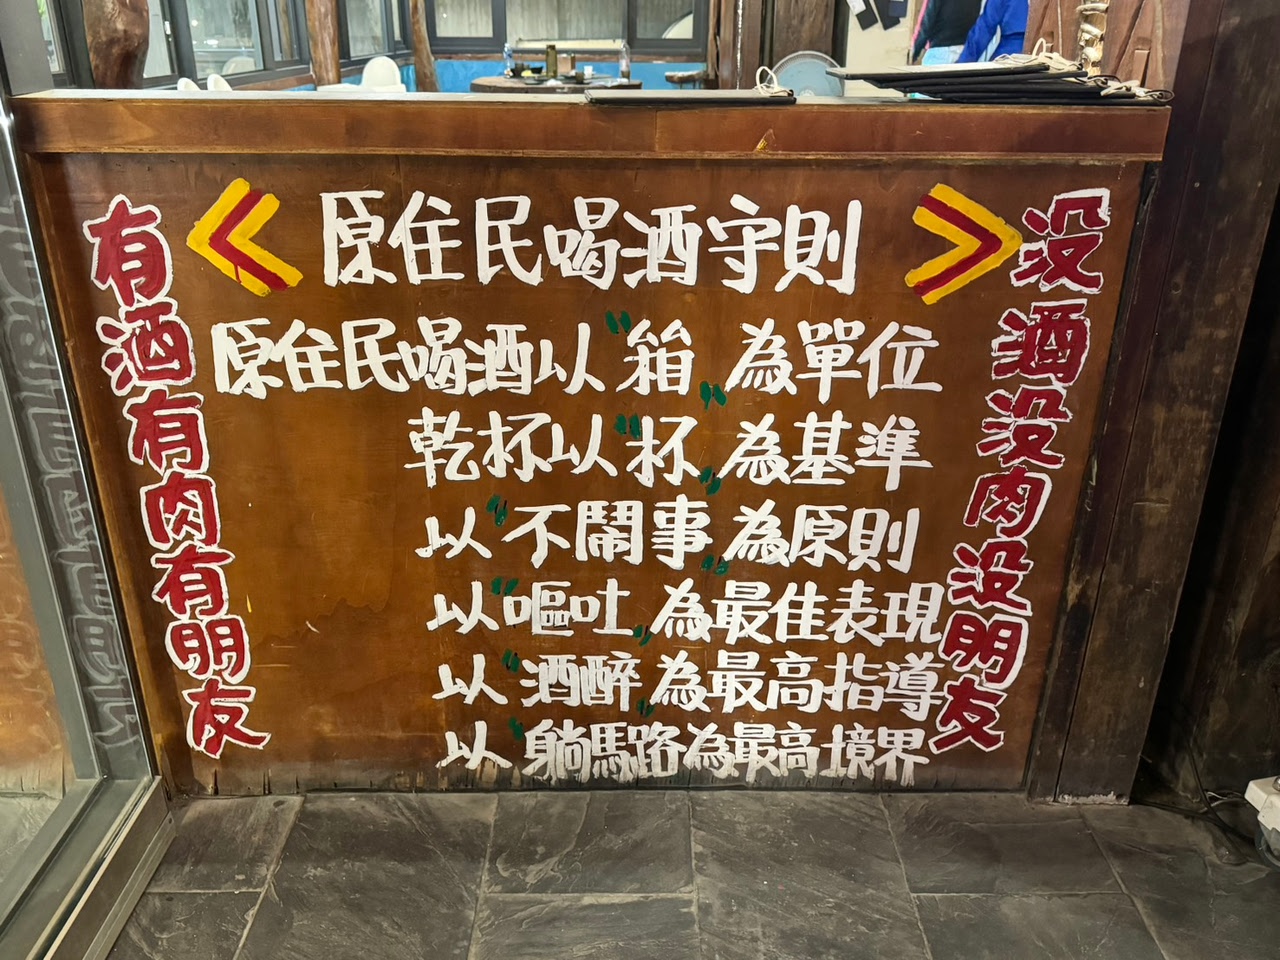 《原住民喝酒守則》
原住民喝酒以"箱"為單位
乾杯以"杯"為基準
以"不鬧事"為原則
以"嘔吐"為最佳表現
以"酒醉"為最高指導
以"躺馬路為最高境界
有酒有肉有朋友
没酒没肉没朋友